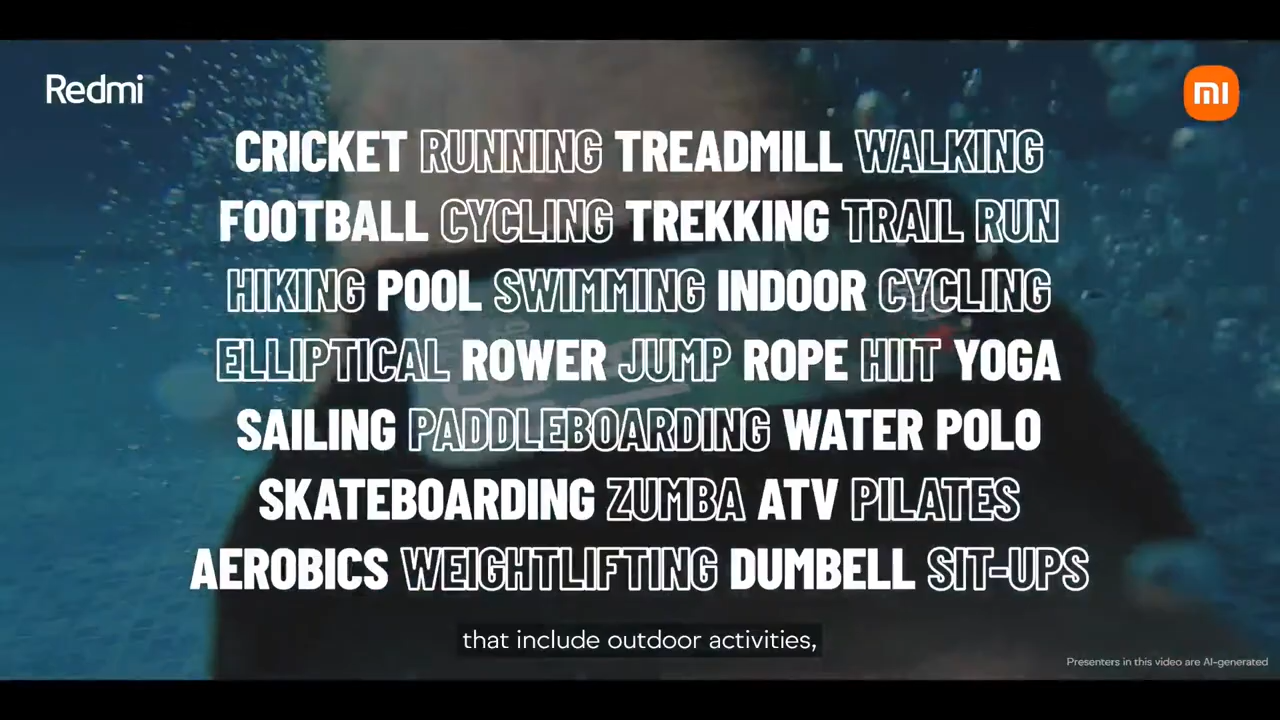 Redmi
mi
CRICKET RUNNING TREADMILL WALKING
FOOTBALL CYCLING TREKKING TRAIL RUN
HIKING POOL SWIMMING INDOOR CYCLING
ELLIPTICAL ROWER JUMP ROPE HIIT YOGA
SAILING PADDLEBOARDING WATER POLO
SKATEBOARDING ZUMBA ATV PILATES
AEROBICS WEIGHTLIFTING DUMBELL SIT-UPS
that include outdoor activities,
Presenters in this video are AI-generated